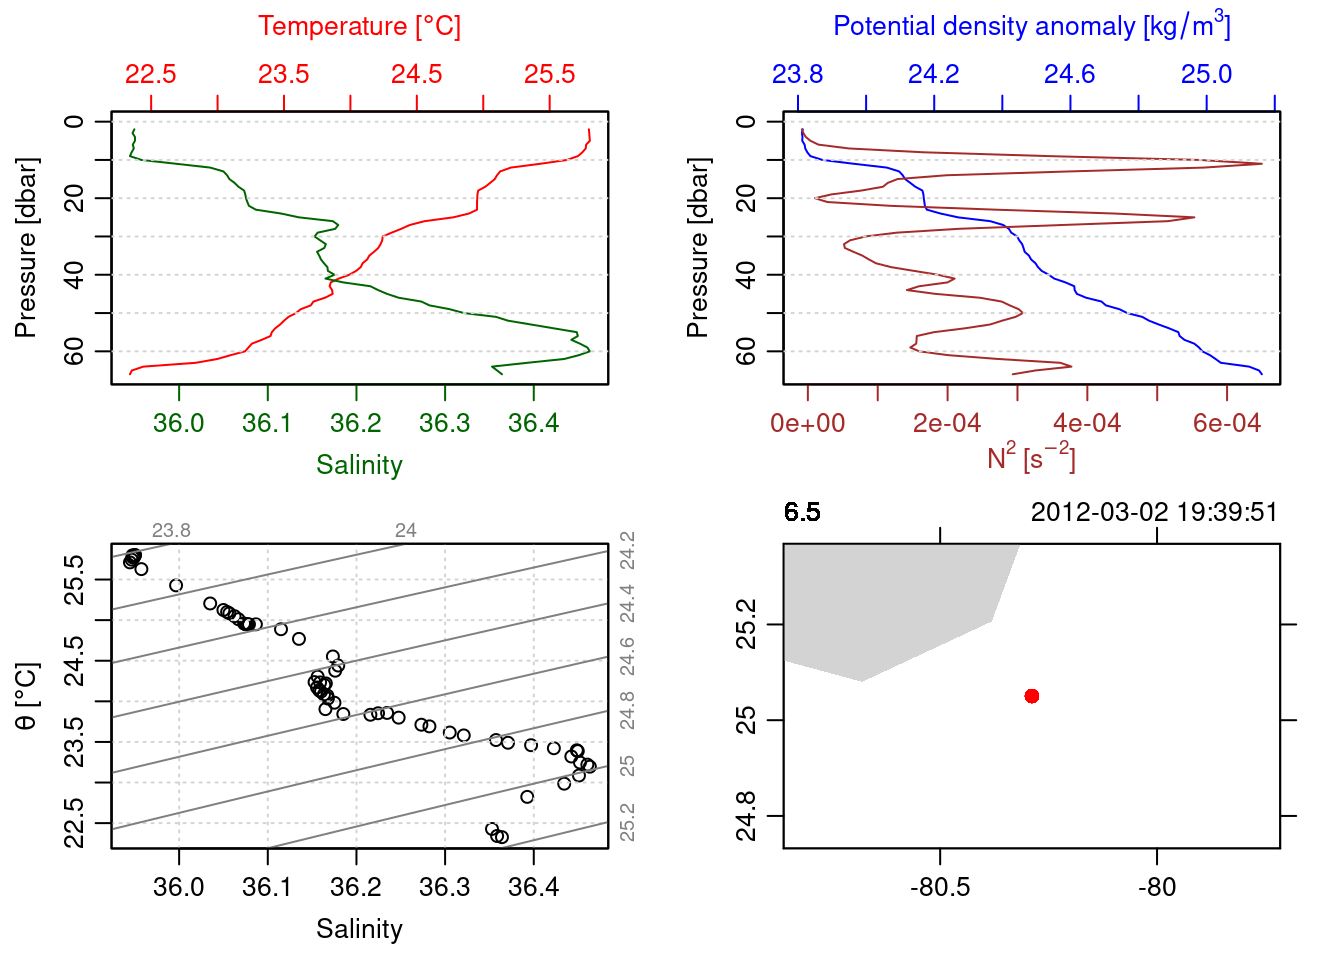 Temperature [°C]
22.5 23.5 24.5 25.5
Pressure [dbar]
0 20 40 60
36.0 36.1 36.2 36.3 36.4
Salinity
Potential density anomaly [kg/m³]
23.8 24.2 24.6 25.0
Pressure [dbar]
0 20 40 60
0e+00 2e-04 4e-04 6e-04
N² [s⁻²]
23.8 24
24.2 24.4 24.6 24.8 25 25.2
θ [°C]
25.5 24.5 23.5 22.5
36.0 36.1 36.2 36.3 36.4
Salinity
6.5 2012-03-02 19:39:51
25.2 25 24.8
-80.5 -80